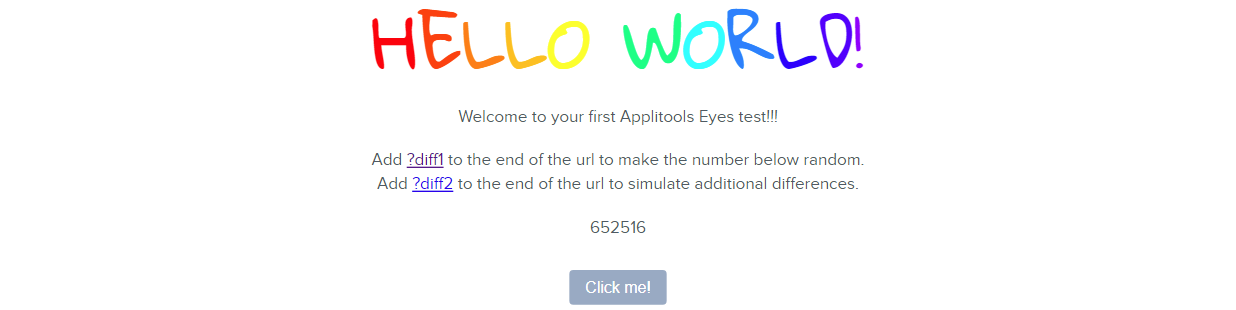 HELLO WORLD!
Welcome to your first Applitools Eyes test!!!
Add ?diff1 to the end of the url to make the number below random.
Add ?diff2 to the end of the url to simulate additional differences.
652516
Click me!